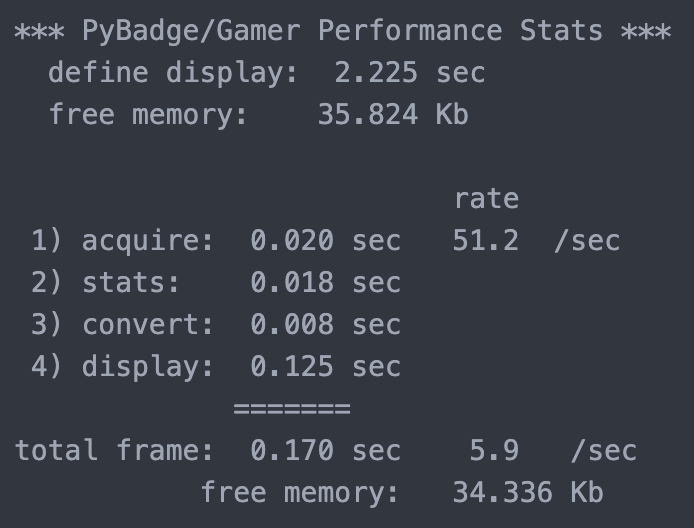 *** PyBadge/Gamer Performance Stats ***
define display: 2.225 sec
free memory: 35.824 Kb
rate
1) acquire: 0.020 sec 51.2 /sec
2) stats: 0.018 sec
3) convert: 0.008 sec
4) display: 0.125 sec
=======
total frame: 0.170 sec 5.9 /sec
free memory: 34.336 Kb